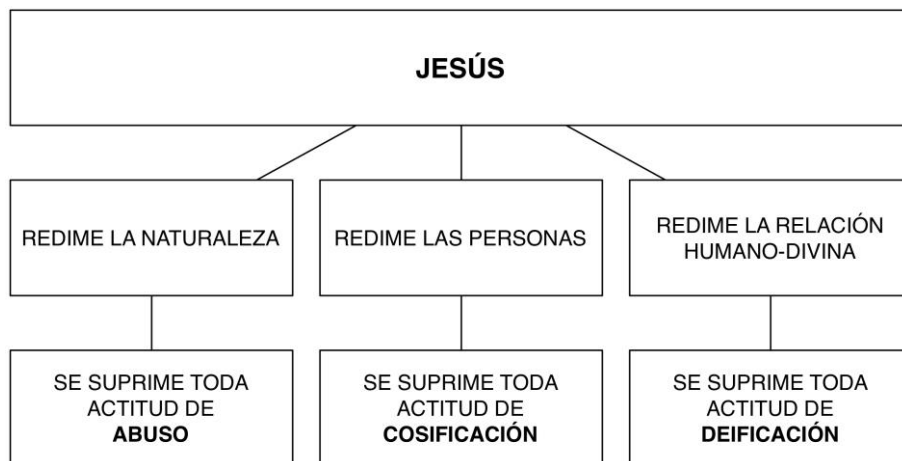 JESÚS
REDIME LA NATURALEZA
REDIME LAS PERSONAS
REDIME LA RELACIÓN
HUMANO-DIVINA
SE SUPRIME TODA
ACTITUD DE
ABUSO
SE SUPRIME TODA
ACTITUD DE
COSIFICACIÓN
SE SUPRIME TODA
ACTITUD DE
DEIFICACIÓN